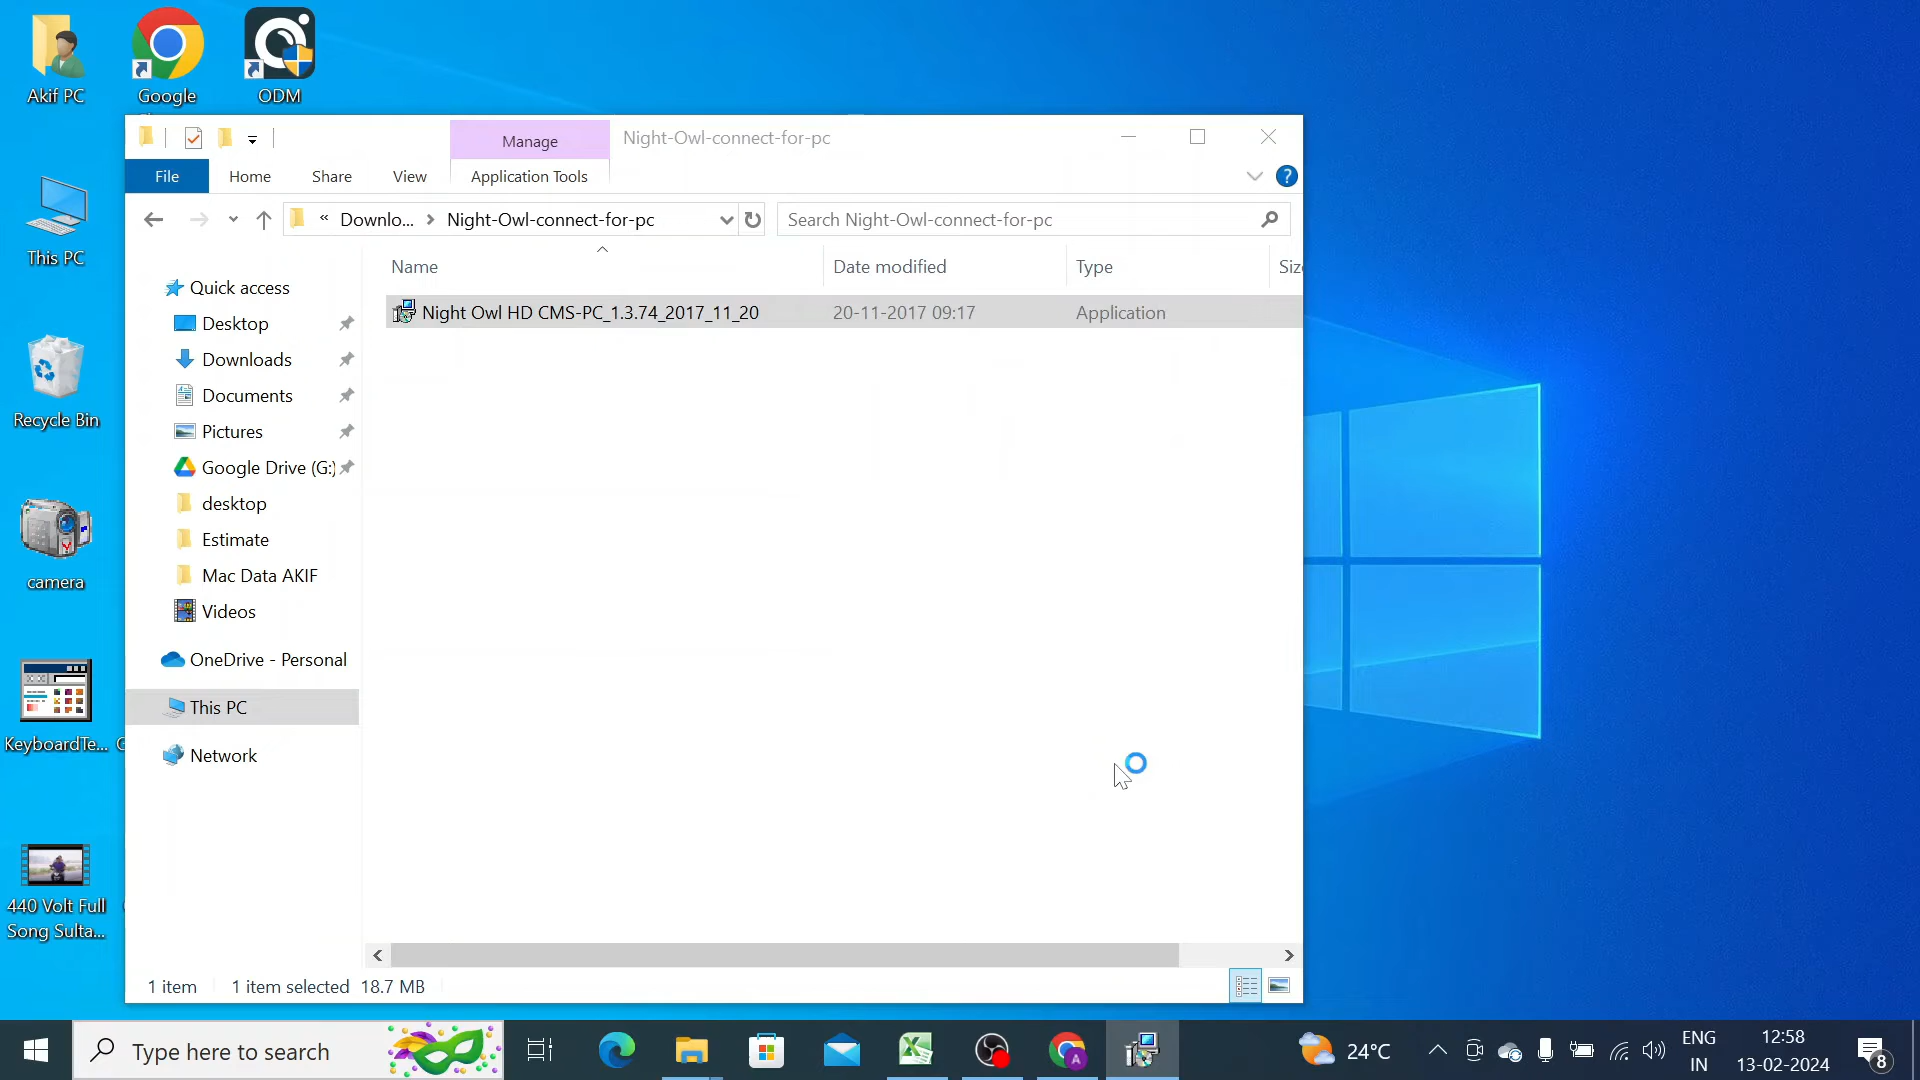 Akif PC
Google
ODM
This PC
Recycle Bin
camera
KeyboardTe...
440 Volt Full
Song Sulta...
Manage
Night-Owl-connect-for-pc
File
Home
Share
View
Application Tools
?
« Downlo... > Night-Owl-connect-for-pc
Search Night-Owl-connect-for-pc
Name
Date modified
Type
Siz
Night Owl HD CMS-PC_1.3.74_2017_11_20
20-11-2017 09:17
Application
Quick access
Desktop
Downloads
Documents
Pictures
Google Drive (G:)
desktop
Estimate
Mac Data AKIF
Videos
OneDrive - Personal
This PC
Network
1 item
1 item selected 18.7 MB
Type here to search
A
24°C
ENG
IN
12:58
13-02-2024
8